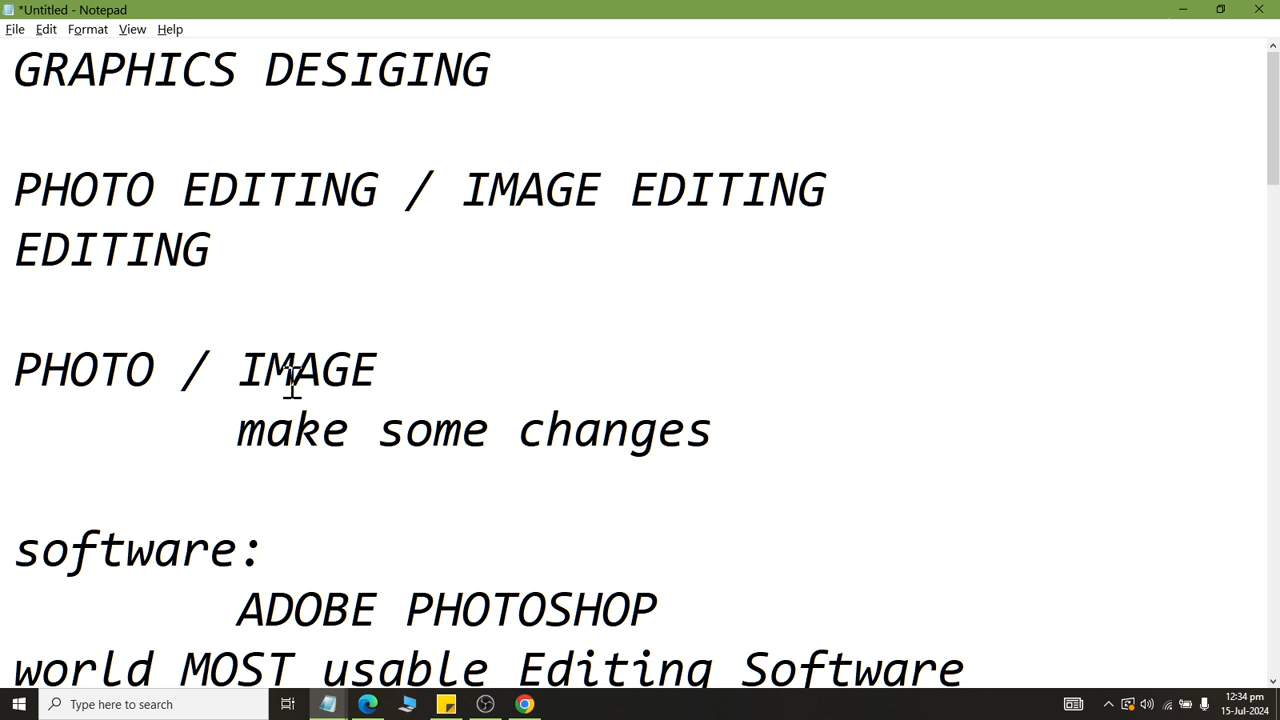 *Untitled - Notepad
File Edit Format View Help
GRAPHICS DESIGING
PHOTO EDITING / IMAGE EDITING
EDITING
PHOTO / IMAGE
make some changes
software:
ADOBE PHOTOSHOP
world MOST usable Editing Software
Type here to search
12:34 pm
15-Jul-2024